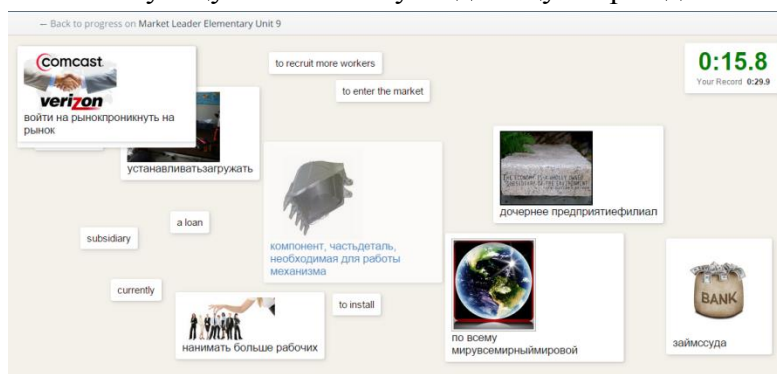 ← Back to progress on Market Leader Elementary Unit 9
comcast
verizon
войти на рынокпроникнуть на
рынок
to recruit more workers
to enter the market
0:15.8
Your Record 0:29.9
устанавливатьзагружать
дочернее предприятиефилиал
a loan
subsidiary
компонент, частьдеталь,
необходимая для работы
механизма
currently
to install
нанимать больше рабочих
по всему
мирувсемирныймировой
BANK
займссуда